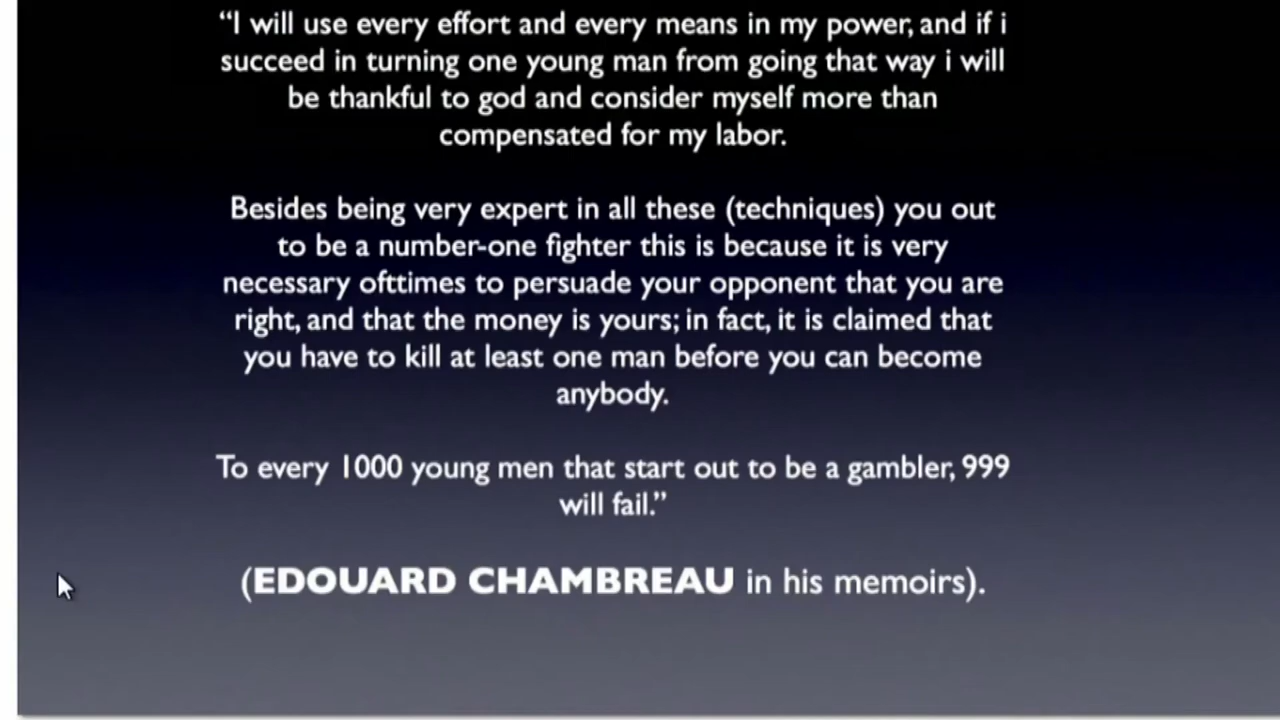 “I will use every effort and every means in my power, and if i
succeed in turning one young man from going that way i will
be thankful to god and consider myself more than
compensated for my labor.
Besides being very expert in all these (techniques) you out
to be a number-one fighter this is because it is very
necessary ofttimes to persuade your opponent that you are
right, and that the money is yours; in fact, it is claimed that
you have to kill at least one man before you can become
anybody.
To every 1000 young men that start out to be a gambler, 999
will fail.”
(EDOUARD CHAMBREAU in his memoirs).